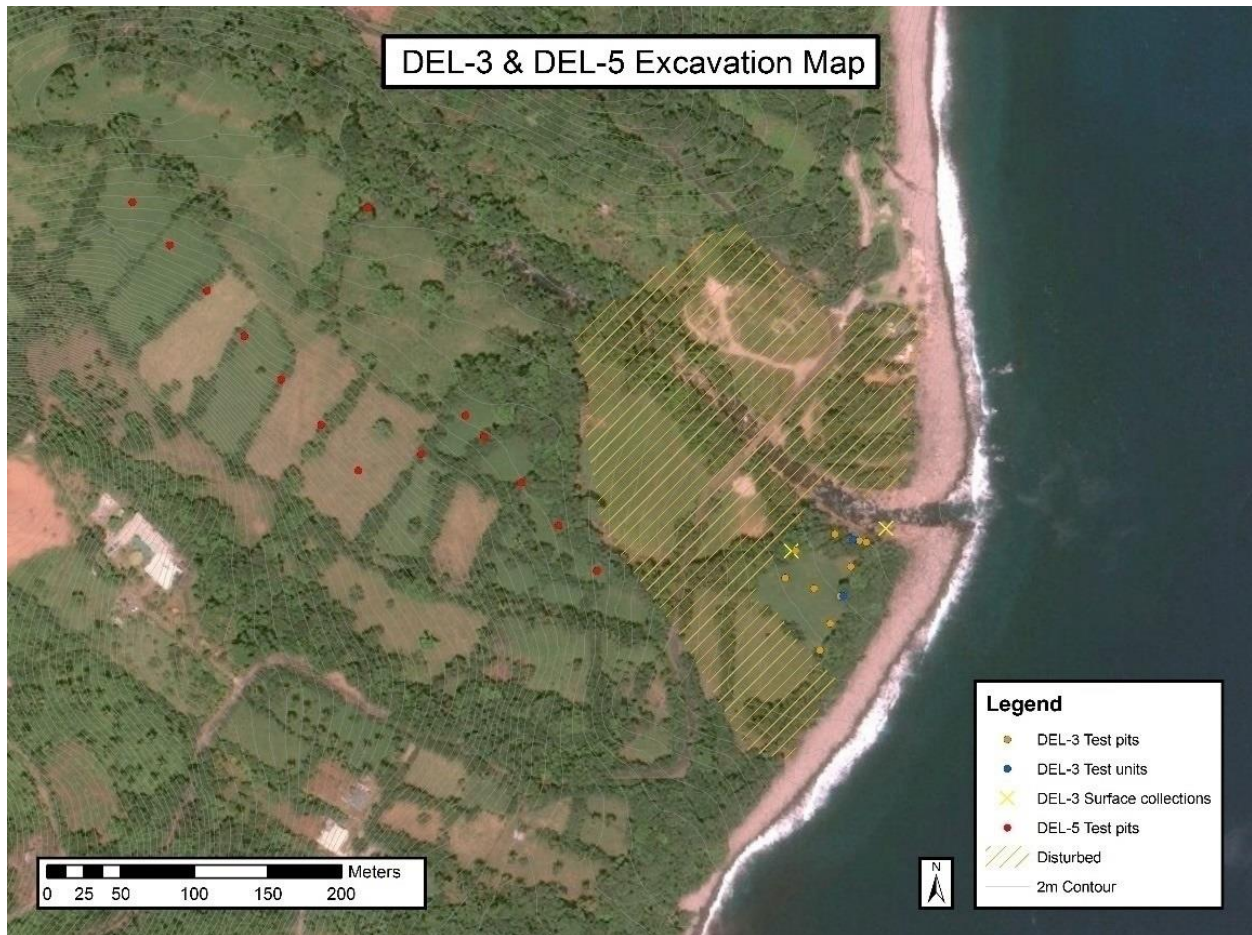 DEL-3 & DEL-5 Excavation Map
Legend
DEL-3 Test pits
DEL-3 Test units
DEL-3 Surface collections
DEL-5 Test pits
Disturbed
2m Contour
N
Meters
0 25 50 100 150 200